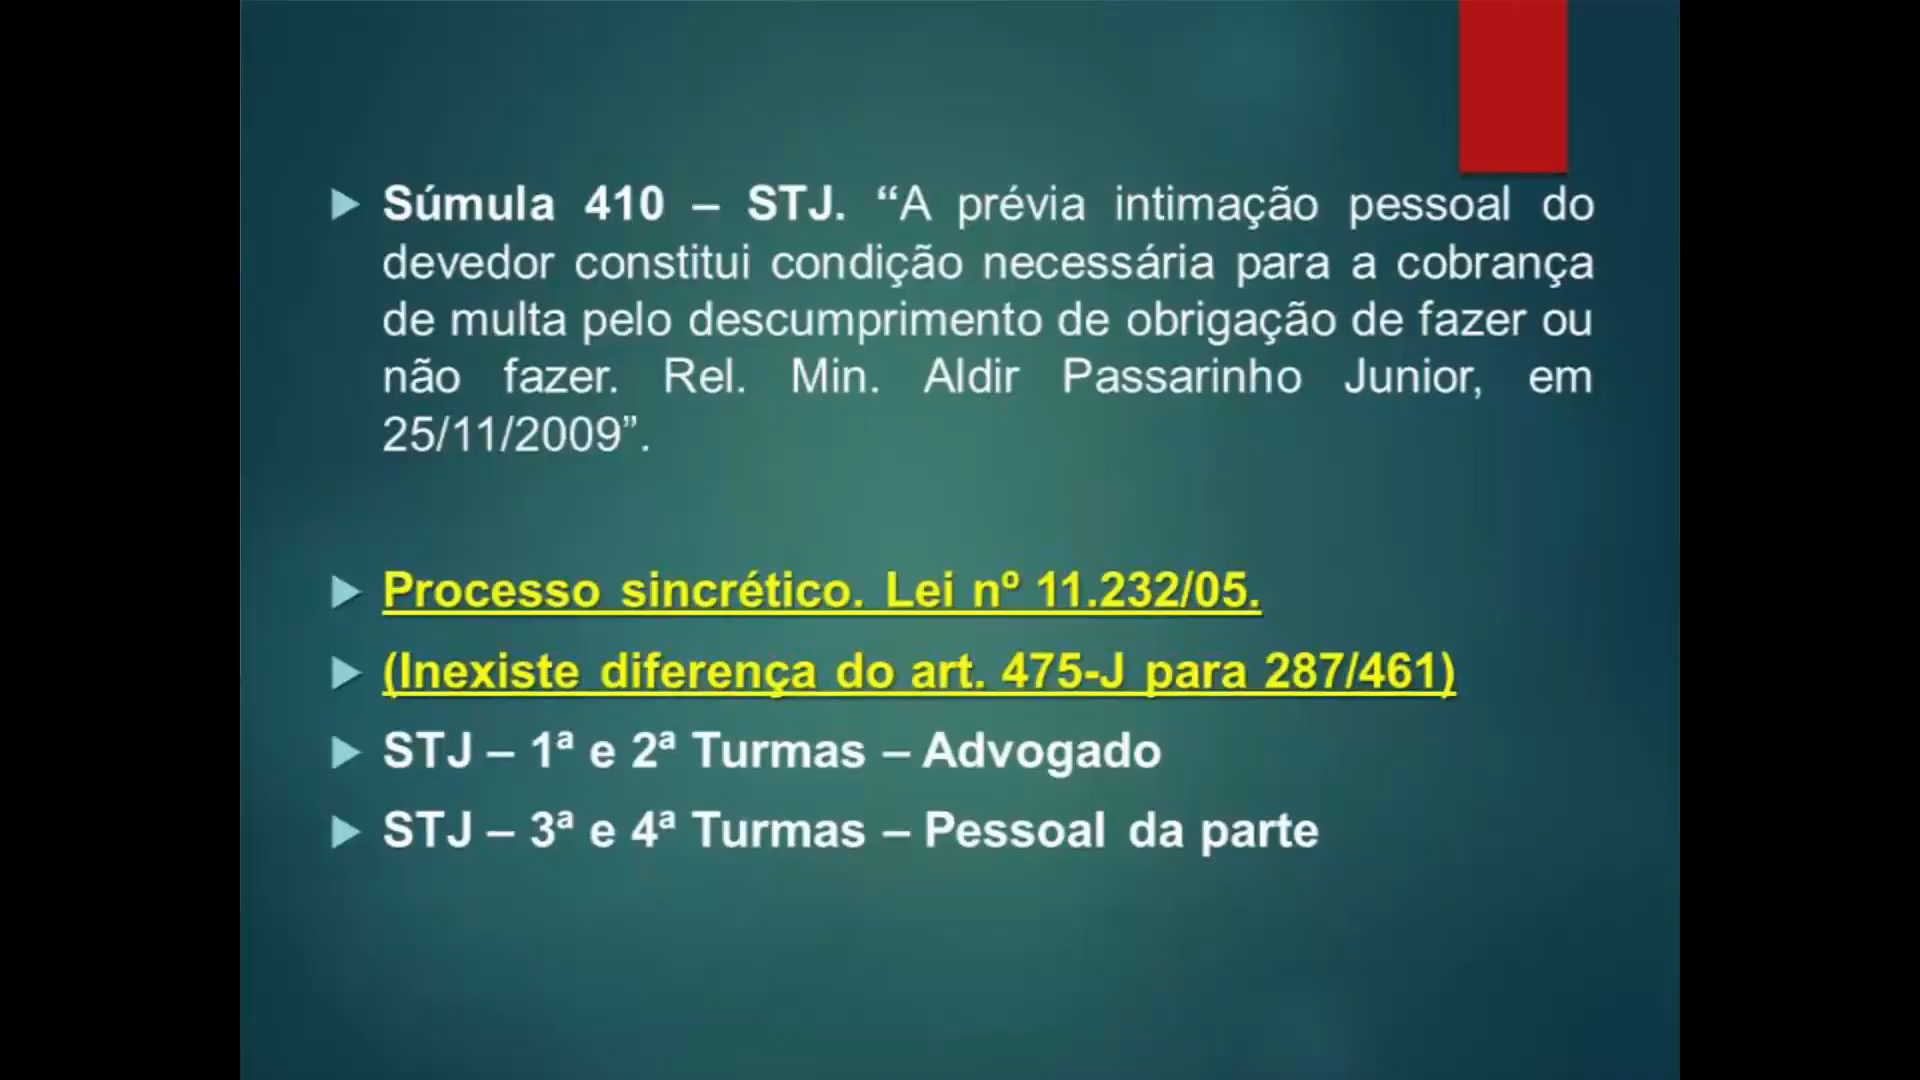 Súmula 410 – STJ. “A prévia intimação pessoal do
devedor constitui condição necessária para a cobrança
de multa pelo descumprimento de obrigação de fazer ou
não fazer. Rel. Min. Aldir Passarinho Junior, em
25/11/2009”.
Processo sincrético. Lei nº 11.232/05.
(Inexiste diferença do art. 475-J para 287/461)
STJ – 1ª e 2ª Turmas – Advogado
STJ – 3ª e 4ª Turmas – Pessoal da parte